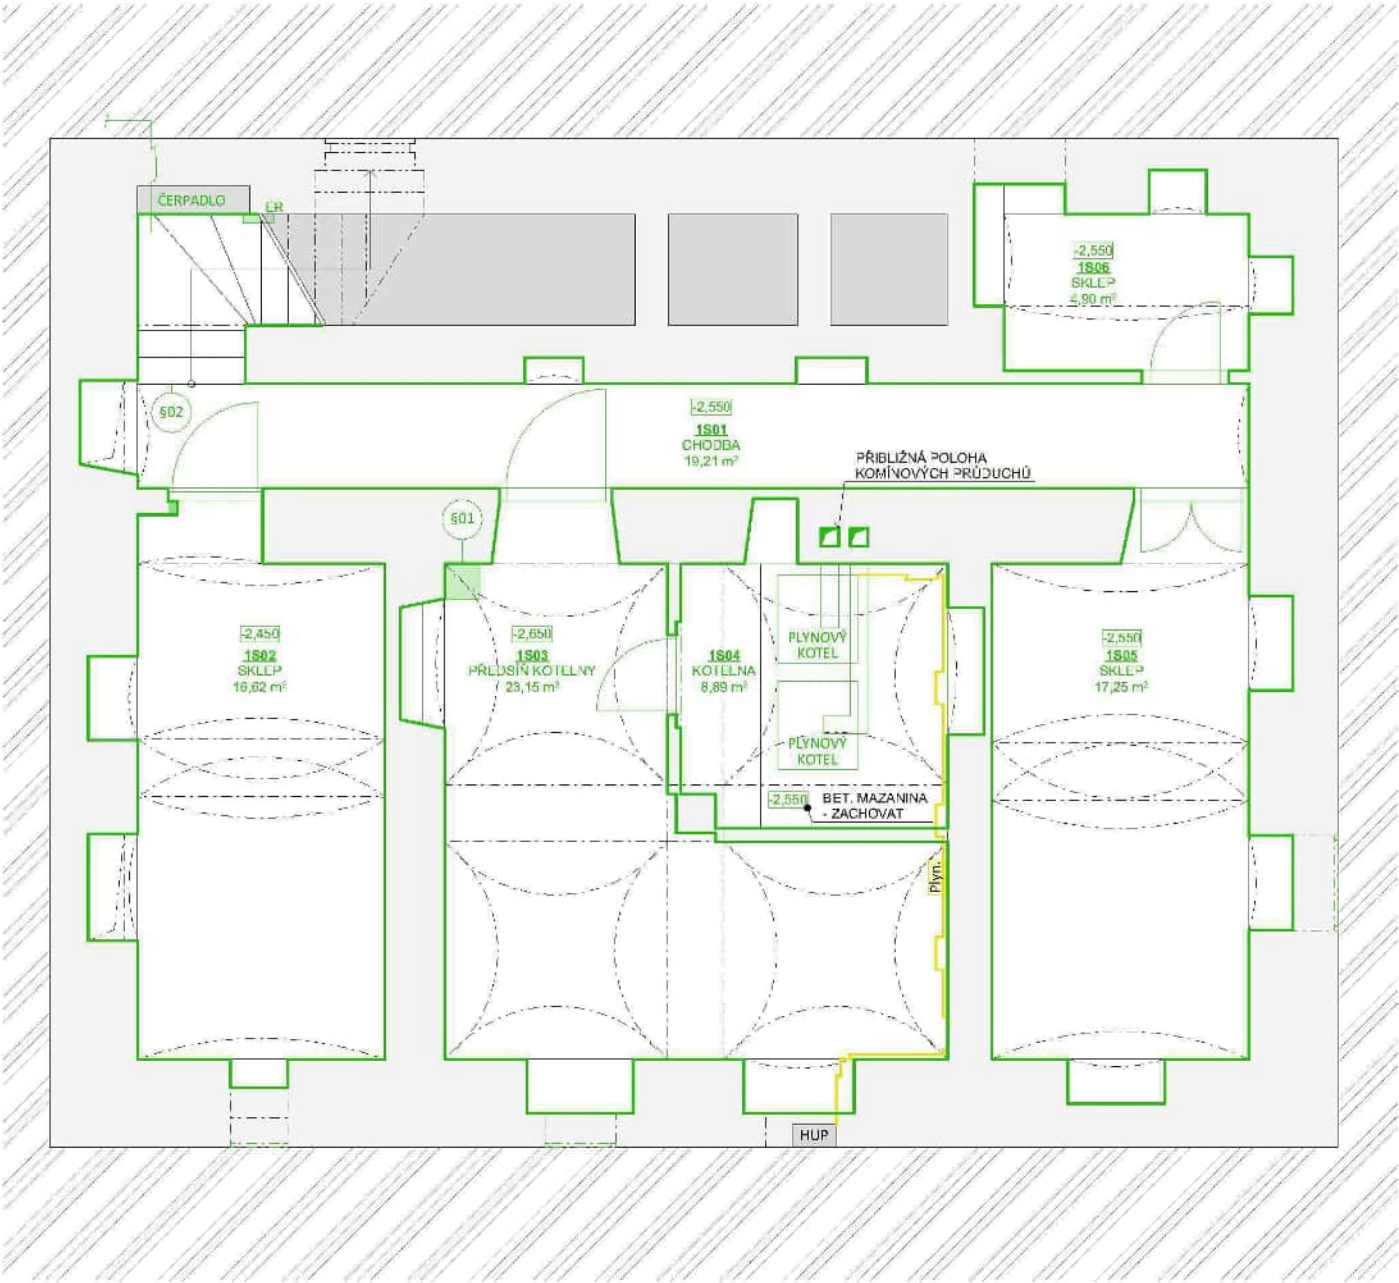 ČERPADLO
ER
-2,550
1S06
SKLEP
4,90 m²
§02
-2,550
1S01
CHODBA
19,21 m²
PŘIBLIŽNÁ POLOHA
KOMÍNOVÝCH PRŮDUCHŮ
§01
-2,450
1S02
SKLEP
16,62 m²
-2,650
1S03
PŘEDSÍŇ KOTELNY
23,15 m²
1S04
KOTELNA
8,89 m²
PLYNOVÝ
KOTEL
-2,550
1S05
SKLEP
17,25 m²
PLYNOVÝ
KOTEL
-2,550
BET. MAZANINA
- ZACHOVAT
Plyn.
HUP